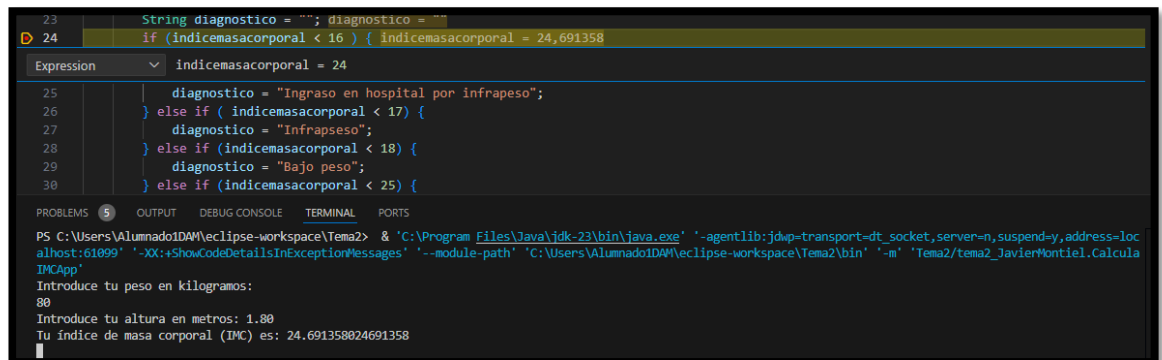 23 String diagnostico = ""; diagnostico = ""
24 if (indicemasacorporal < 16 ) { indicemasacorporal = 24,691358
Expression indicemasacorporal = 24
25 diagnostico = "Ingraso en hospital por infrapeso";
26 } else if ( indicemasacorporal < 17) {
27 diagnostico = "Infrapseso";
28 } else if (indicemasacorporal < 18) {
29 diagnostico = "Bajo peso";
30 } else if (indicemasacorporal < 25) {
PROBLEMS 5 OUTPUT DEBUG CONSOLE TERMINAL PORTS
PS C:\Users\Alumnado1DAM\eclipse-workspace\Tema2> & 'C:\Program Files\Java\jdk-23\bin\java.exe' '-agentlib:jdwp=transport=dt_socket,server=n,suspend=y,address=loc
alhost:61099' '-XX:+ShowCodeDetailsInExceptionMessages' '--module-path' 'C:\Users\Alumnado1DAM\eclipse-workspace\Tema2\bin' '-m' 'Tema2/tema2_JavierMontiel.Calcula
IMCApp'
Introduce tu peso en kilogramos:
80
Introduce tu altura en metros: 1.80
Tu índice de masa corporal (IMC) es: 24.691358024691358